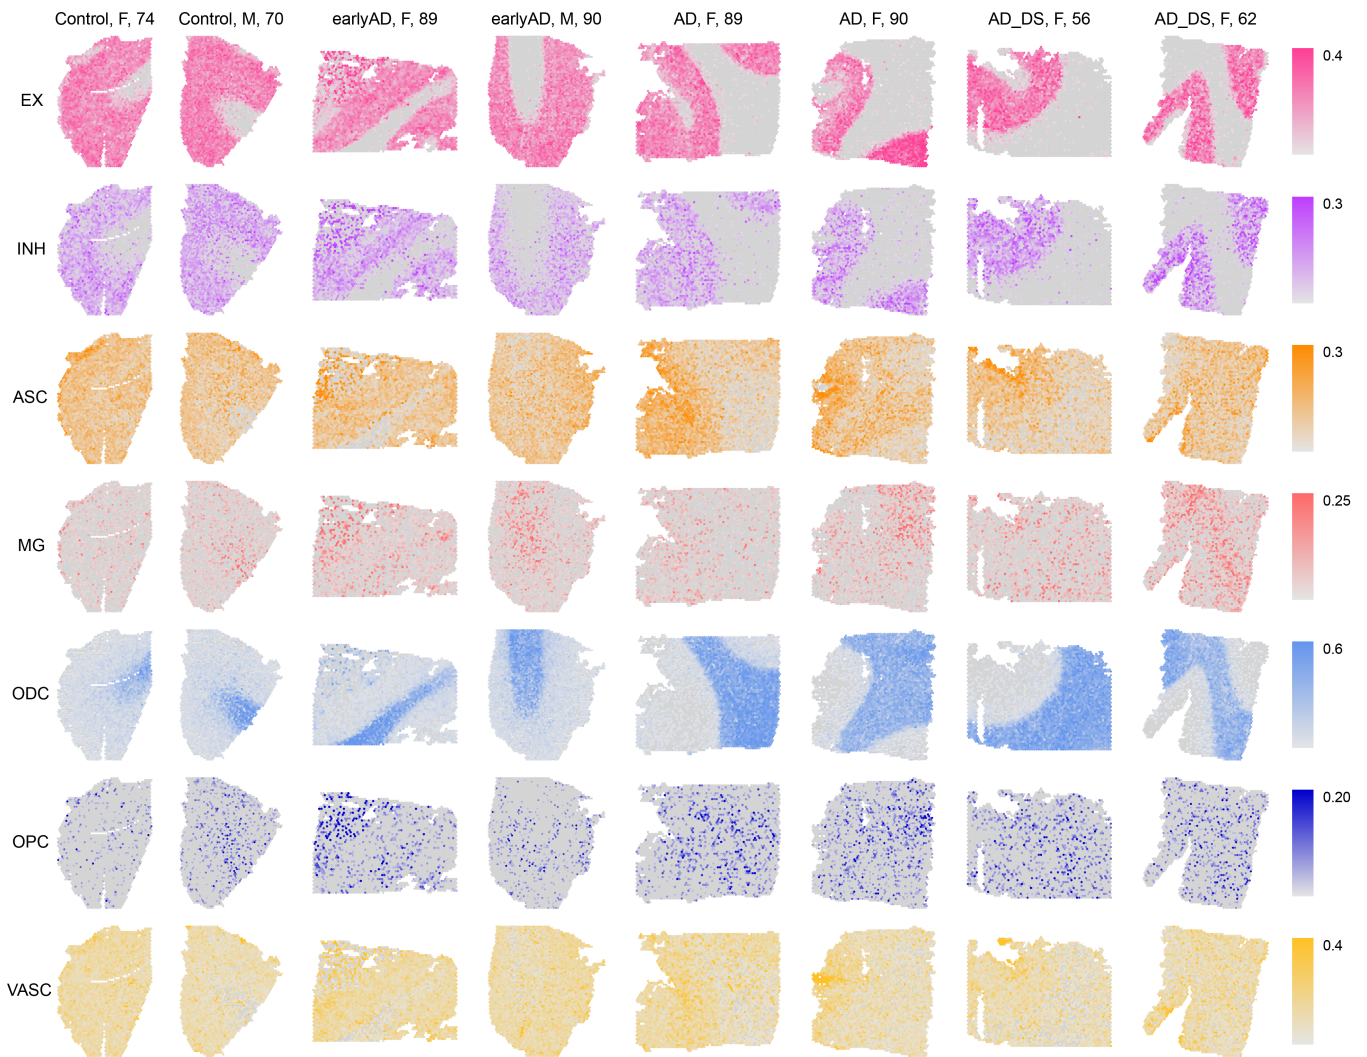 Control, F, 74 Control, M, 70 earlyAD, F, 89 earlyAD, M, 90 AD, F, 89 AD, F, 90 AD_DS, F, 56 AD_DS, F, 62
EX 0.4
INH 0.3
ASC 0.3
MG 0.25
ODC 0.6
OPC 0.20
VASC 0.4